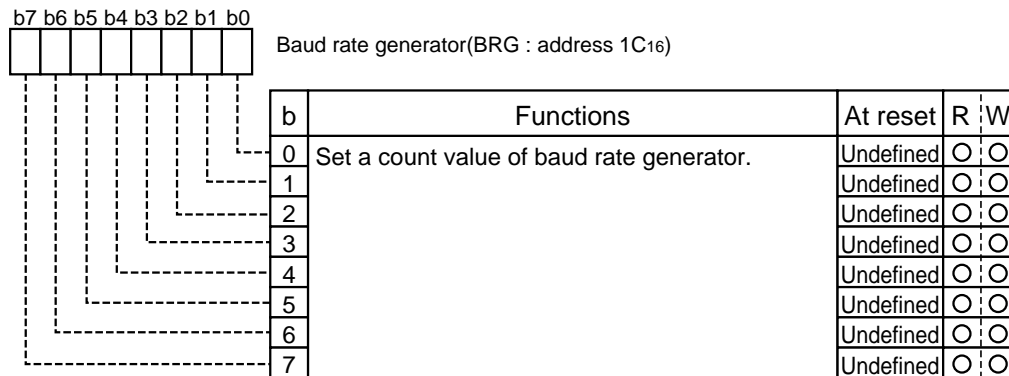 b7 b6 b5 b4 b3 b2 b1 b0
Baud rate generator(BRG : address 1C16)
b Functions At reset R W
0 Set a count value of baud rate generator. Undefined O O
1 Undefined O O
2 Undefined O O
3 Undefined O O
4 Undefined O O
5 Undefined O O
6 Undefined O O
7 Undefined O O